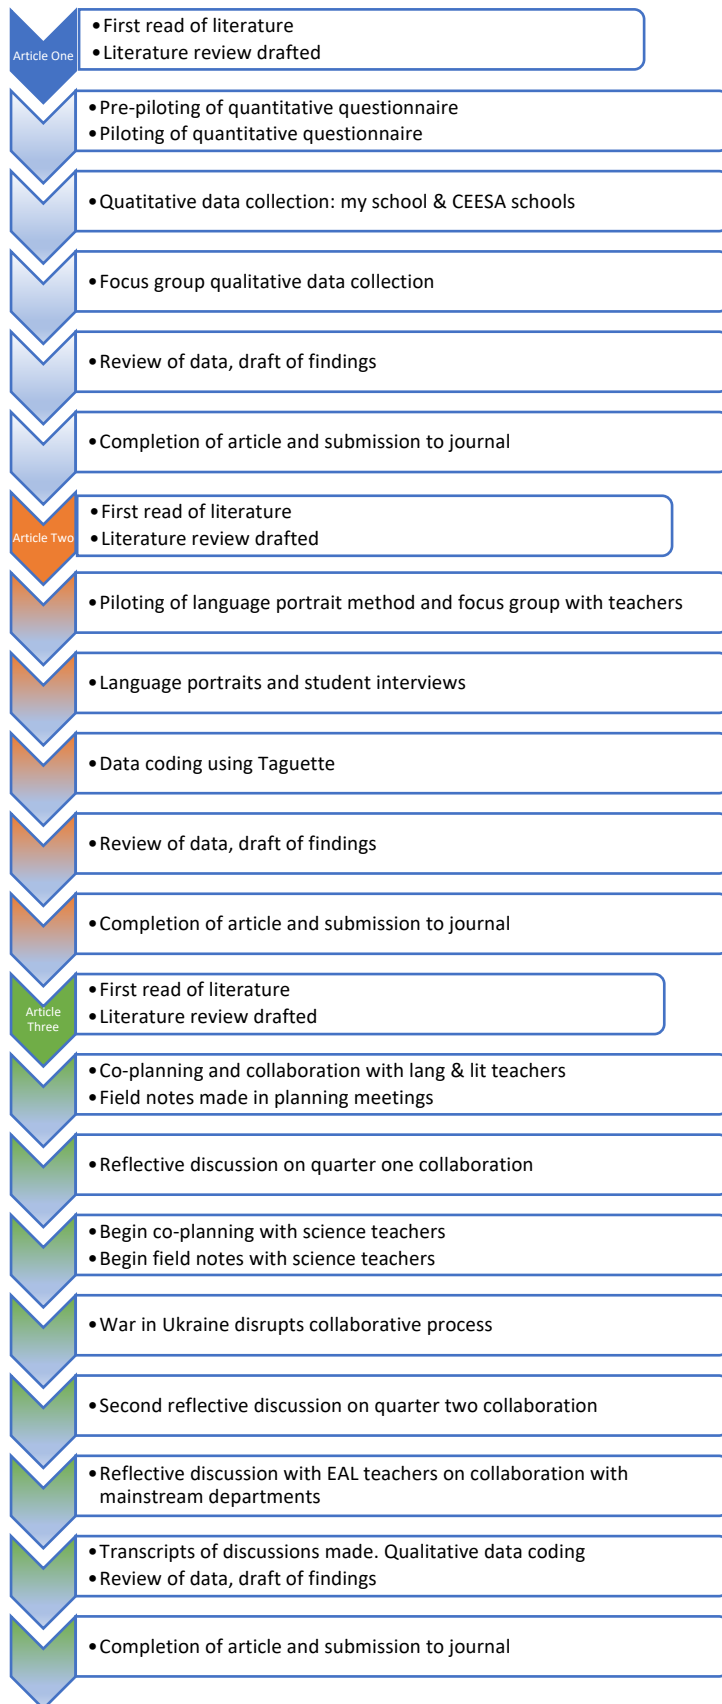 Article One
•First read of literature
•Literature review drafted
•Pre-piloting of quantitative questionnaire
•Piloting of quantitative questionnaire
•Quatitative data collection: my school & CEESA schools
•Focus group qualitative data collection
•Review of data, draft of findings
•Completion of article and submission to journal
Article Two
•First read of literature
•Literature review drafted
•Piloting of language portrait method and focus group with teachers
•Language portraits and student interviews
•Data coding using Taguette
•Review of data, draft of findings
•Completion of article and submission to journal
Article
Three
•First read of literature
•Literature review drafted
•Co-planning and collaboration with lang & lit teachers
•Field notes made in planning meetings
•Reflective discussion on quarter one collaboration
•Begin co-planning with science teachers
•Begin field notes with science teachers
•War in Ukraine disrupts collaborative process
•Second reflective discussion on quarter two collaboration
•Reflective discussion with EAL teachers on collaboration with
mainstream departments
•Transcripts of discussions made. Qualitative data coding
•Review of data, draft of findings
•Completion of article and submission to journal